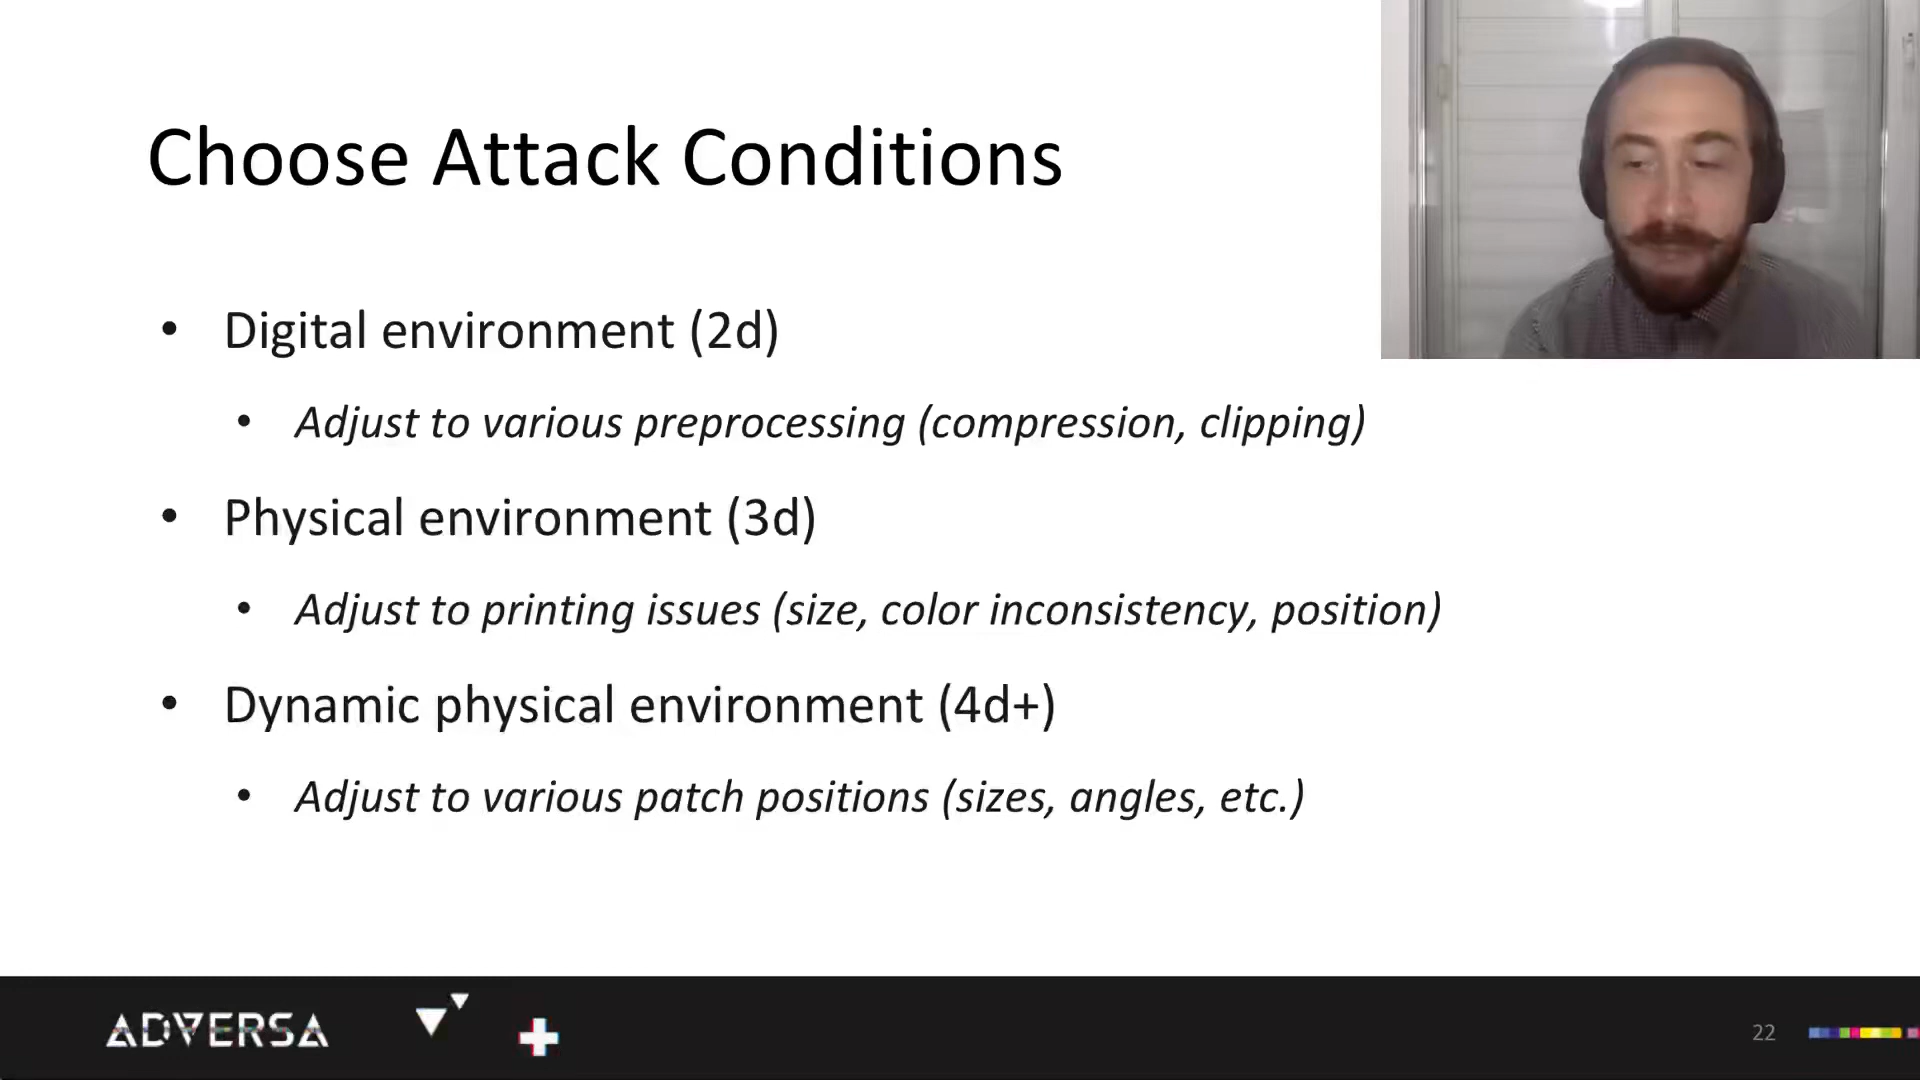 Choose Attack Conditions
• Digital environment (2d)
• Adjust to various preprocessing (compression, clipping)
• Physical environment (3d)
• Adjust to printing issues (size, color inconsistency, position)
• Dynamic physical environment (4d+)
• Adjust to various patch positions (sizes, angles, etc.)
ADVERSA
22